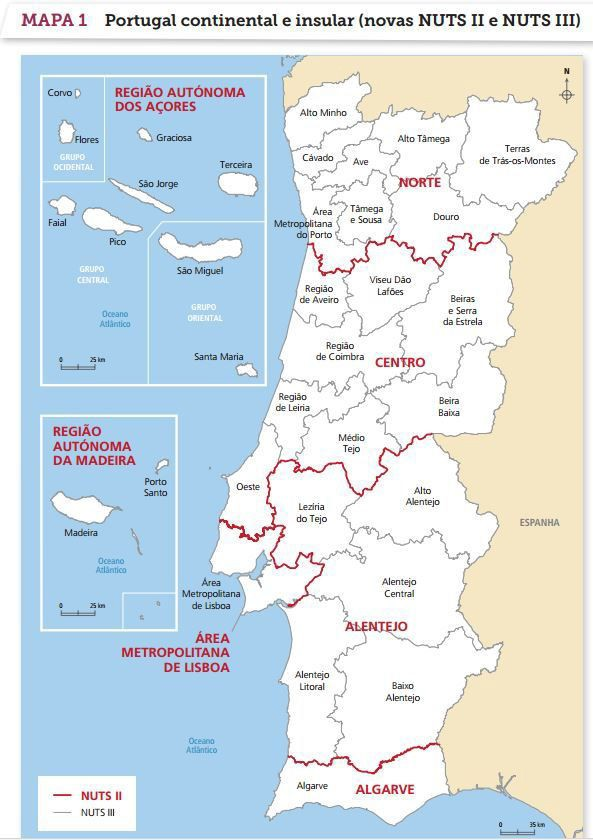 MAPA 1 Portugal continental e insular (novas NUTS II e NUTS III)
REGIÃO AUTÓNOMA
DOS AÇORES
Corvo
Flores
GRUPO
OCIDENTAL
Graciosa
Terceira
São Jorge
Faial
Pico
GRUPO
CENTRAL
São Miguel
GRUPO
ORIENTAL
Oceano
Atlântico
Santa Maria
0 25 km
REGIÃO
AUTÓNOMA
DA MADEIRA
Porto
Santo
Madeira
Oceano
Atlântico
0 25 km
N
Alto Minho
Alto Tâmega
Terras
de Trás-os-Montes
Cávado
Ave
NORTE
Área
Metropolitana
do Porto
Tâmega
e Sousa
Douro
Região
de Aveiro
Viseu Dão
Lafões
Beiras
e Serra
da Estrela
Região
de Coimbra
CENTRO
Região
de Leiria
Beira
Baixa
Médio
Tejo
Oeste
Lezíria
do Tejo
Alto
Alentejo
ESPANHA
Área
Metropolitana
de Lisboa
Alentejo
Central
ÁREA
METROPOLITANA
DE LISBOA
ALENTEJO
Alentejo
Litoral
Baixo
Alentejo
Oceano
Atlântico
Algarve
ALGARVE
NUTS II
NUTS III
0 35 km